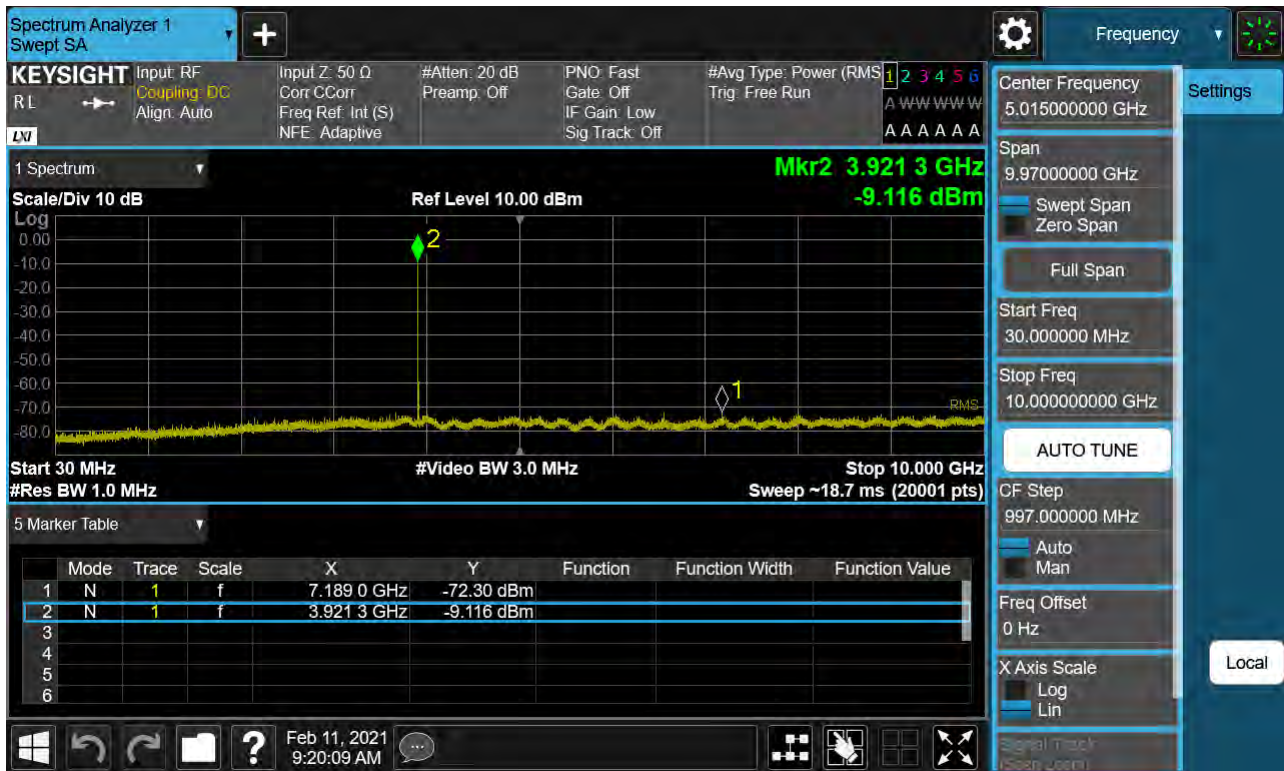 Spectrum Analyzer 1
Swept SA
+
Frequency
KEYSIGHT
RL
LXI
Input: RF
Coupling: DC
Align: Auto
Input Z: 50 Ω
Corr CCorr
Freq Ref: Int (S)
NFE: Adaptive
#Atten: 20 dB
Preamp: Off
PNO: Fast
Gate: Off
IF Gain: Low
Sig Track: Off
#Avg Type: Power (RMS
Trig: Free Run
1 2 3 4 5 6
A W W W W W
A A A A A A
1 Spectrum
Mkr2 3.921 3 GHz
Scale/Div 10 dB
Ref Level 10.00 dBm
-9.116 dBm
Log
0.00
-10.0
-20.0
-30.0
-40.0
-50.0
-60.0
-70.0
-80.0
2
1
RMS
Start 30 MHz
#Video BW 3.0 MHz
Stop 10.000 GHz
#Res BW 1.0 MHz
Sweep ~18.7 ms (20001 pts)
5 Marker Table
Mode Trace Scale X Y Function Function Width Function Value
1 N 1 f 7.189 0 GHz -72.30 dBm
2 N 1 f 3.921 3 GHz -9.116 dBm
3
4
5
6
Feb 11, 2021
9:20:09 AM
?
Center Frequency
5.015000000 GHz
Settings
Span
9.97000000 GHz
Swept Span
Zero Span
Full Span
Start Freq
30.000000 MHz
Stop Freq
10.000000000 GHz
AUTO TUNE
CF Step
997.000000 MHz
Auto
Man
Freq Offset
0 Hz
X Axis Scale
Log
Lin
Local
Signal Track
(Span Zoom)